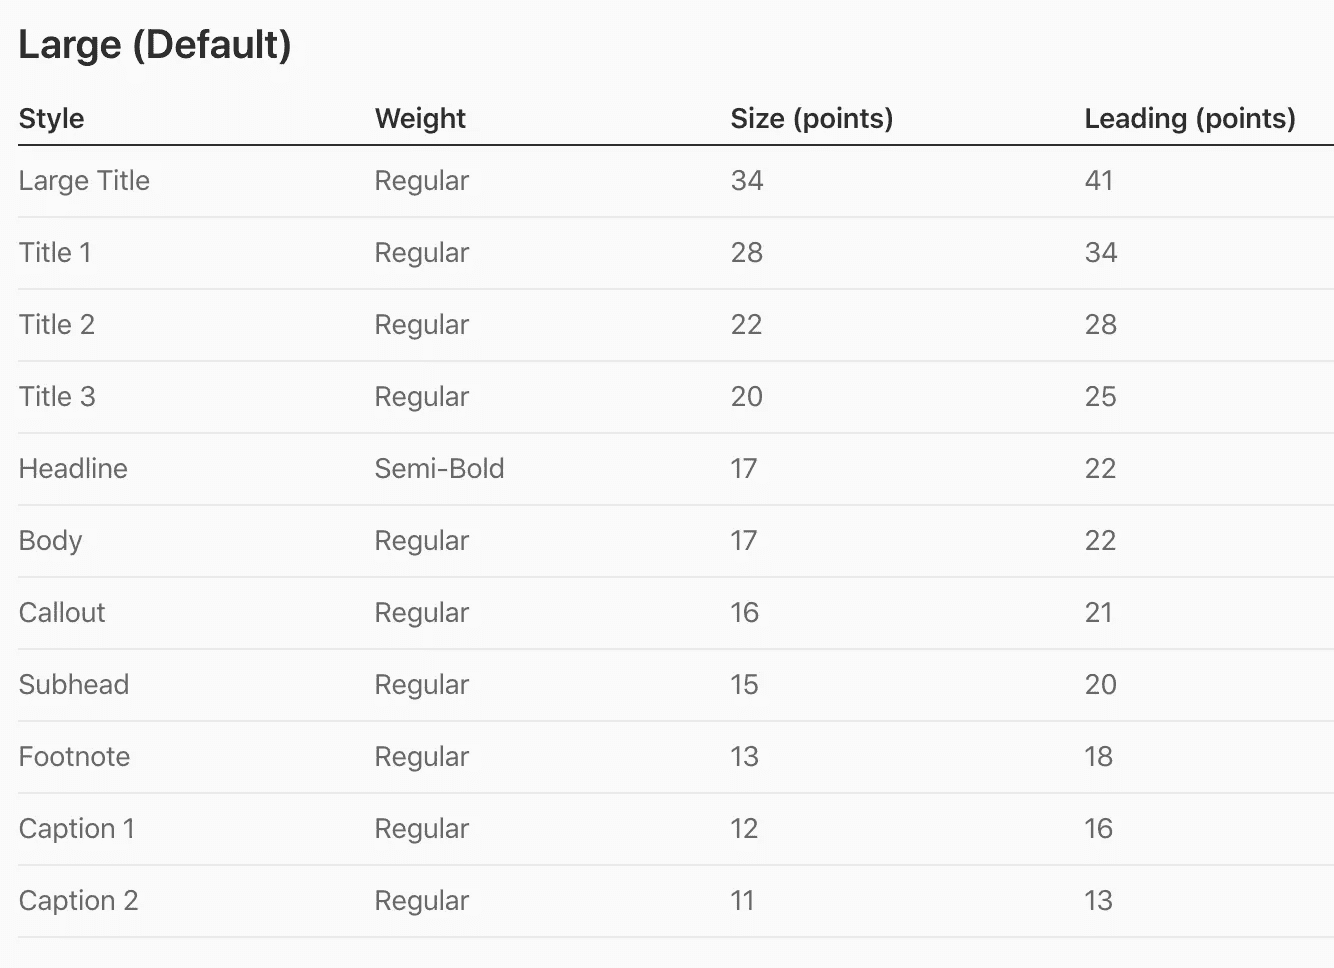 Large (Default)
Style Weight Size (points) Leading (points)
Large Title Regular 34 41
Title 1 Regular 28 34
Title 2 Regular 22 28
Title 3 Regular 20 25
Headline Semi-Bold 17 22
Body Regular 17 22
Callout Regular 16 21
Subhead Regular 15 20
Footnote Regular 13 18
Caption 1 Regular 12 16
Caption 2 Regular 11 13